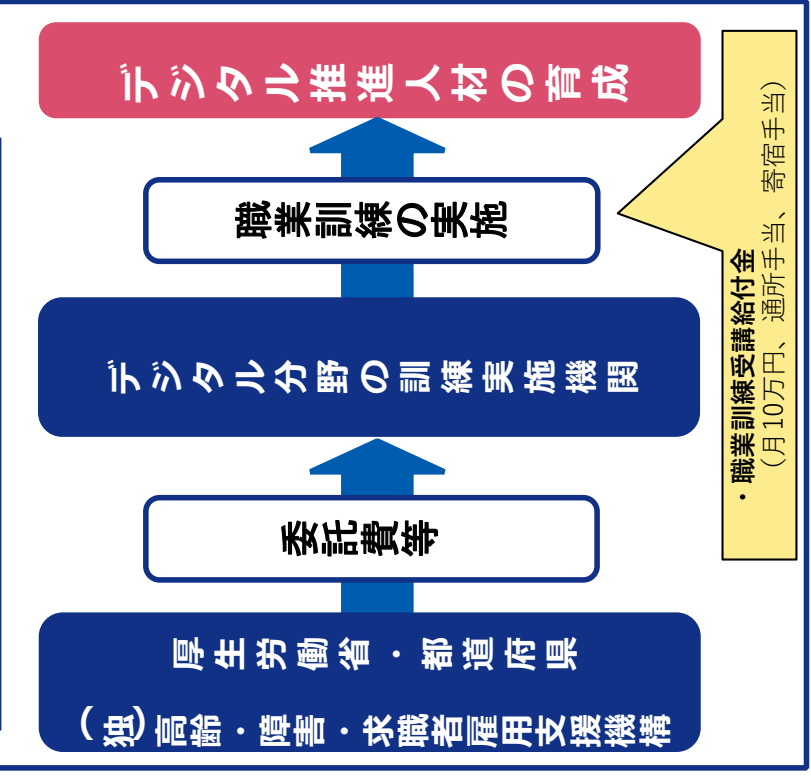 デジタル推進人材の育成
職業訓練の実施
デジタル分野の訓練実施機関
委託費等
厚生労働省・都道府県
(独)高齢・障害・求職者雇用支援機構
・職業訓練受講給付金
(月10万円、通所手当、寄宿手当)